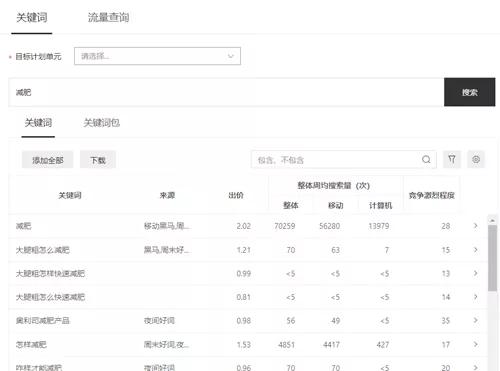 关键词 流量查询
* 目标计划单元 请选择...
减肥 搜索
关键词 关键词包
添加全部 下载 包含、不包含
关键词 来源 出价 整体周均搜索量 (次) 竞争激烈程度
整体 移动 计算机
减肥 移动黑马,周... 2.02 70259 56280 13979 28
大腿粗怎么减肥 黑马,周末好... 1.21 70 63 7 15
大腿粗怎样快速减肥 0.99 <5 <5 <5 13
大腿粗怎么快速减肥 0.81 <5 <5 <5 14
奥利司减肥产品 夜间好词 0.98 56 49 <5 35
怎样减肥 周末好词,夜... 1.53 4851 4417 427 17
咋样才能减肥 夜间好词 0.96 70 70 <5 20